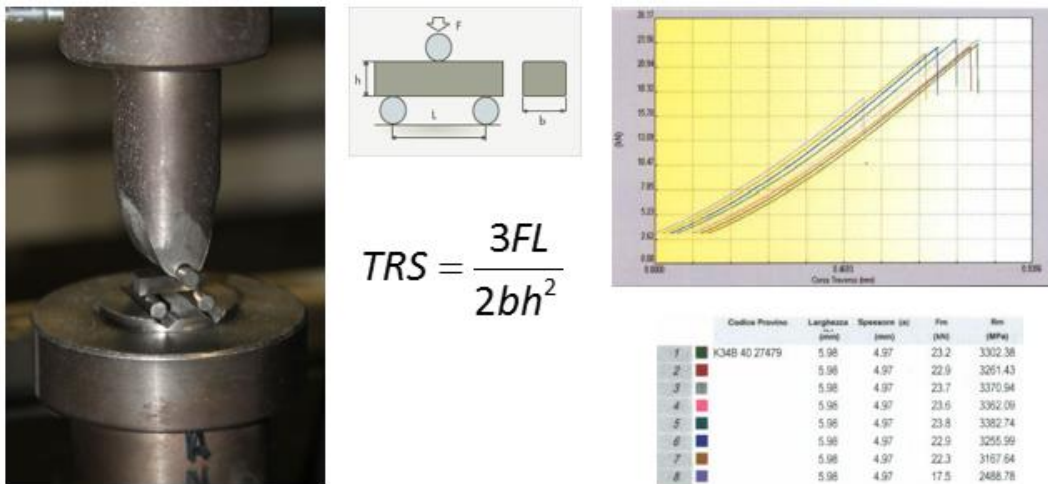 F
h
L
b
TRS = 3FL / 2bh²
(kN)
26.17
23.56
20.94
18.32
15.70
13.09
10.47
7.85
5.23
2.62
0.00
0.0000
Corsa Traversa (mm)
Codice Provino Larghezza Spessore (a) Fm Rm
(mm) (mm) (kN) (MPa)
1 K34B 40 27479 5.98 4.97 23.2 3302.38
2 5.98 4.97 22.9 3261.43
3 5.98 4.97 23.7 3370.94
4 5.98 4.97 23.6 3362.09
5 5.98 4.97 23.8 3382.74
6 5.98 4.97 22.9 3255.99
7 5.98 4.97 22.3 3167.64
8 5.98 4.97 17.5 2488.78